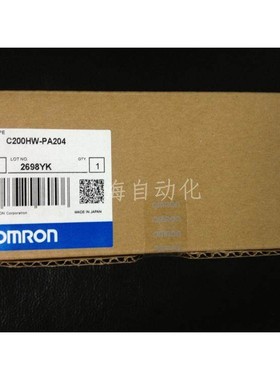 C200HW-PA204
LOT NO. QTY
2698YK 1
MADE IN JAPAN
OMRON
海自动化